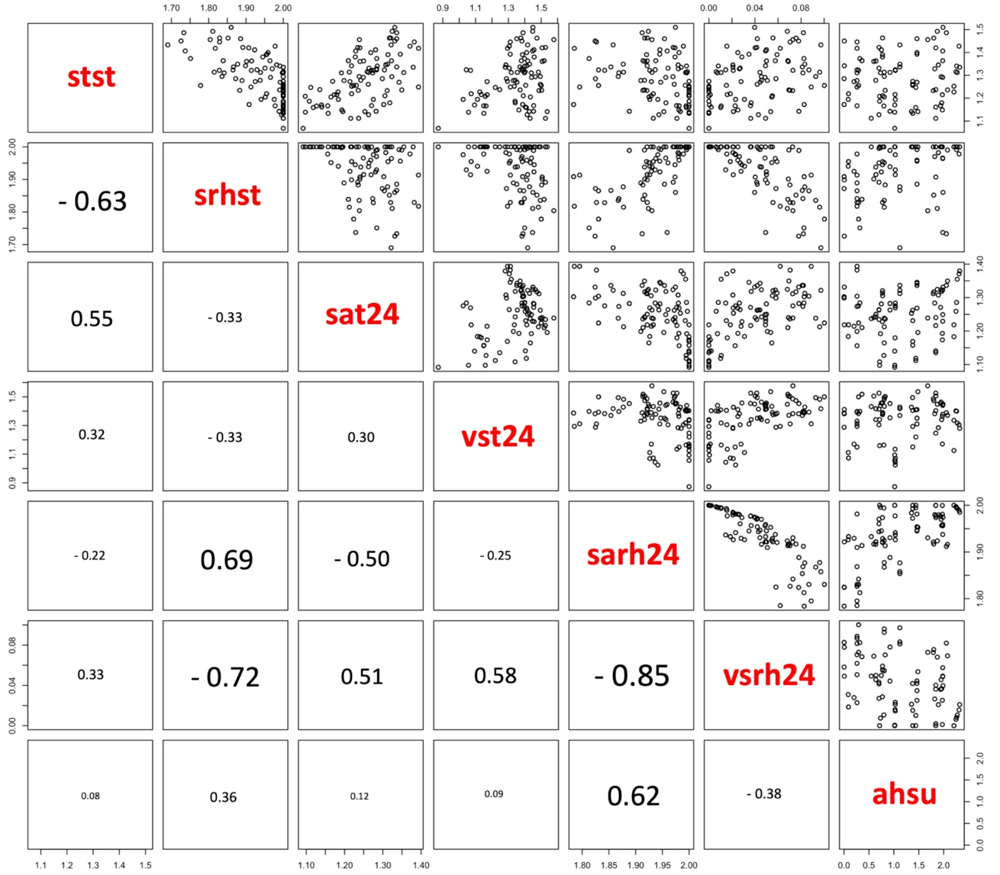 1.70 1.80 1.90 2.00 0.9 1.1 1.3 1.5 0.00 0.04 0.08
stst 1.1 1.2 1.3 1.4 1.5
1.70 1.80 1.90 2.00 - 0.63 srhst
0.55 - 0.33 sat24 1.10 1.20 1.30 1.40
0.9 1.1 1.3 1.5 0.32 - 0.33 0.30 vst24
- 0.22 0.69 - 0.50 - 0.25 sarh24 1.80 1.90 2.00
0.00 0.04 0.08 0.33 - 0.72 0.51 0.58 - 0.85 vsrh24
0.08 0.36 0.12 0.09 0.62 - 0.38 ahsu 0.0 0.5 1.0 1.5 2.0
1.1 1.2 1.3 1.4 1.5 1.10 1.20 1.30 1.40 1.80 1.85 1.90 1.95 2.00 0.0 0.5 1.0 1.5 2.0